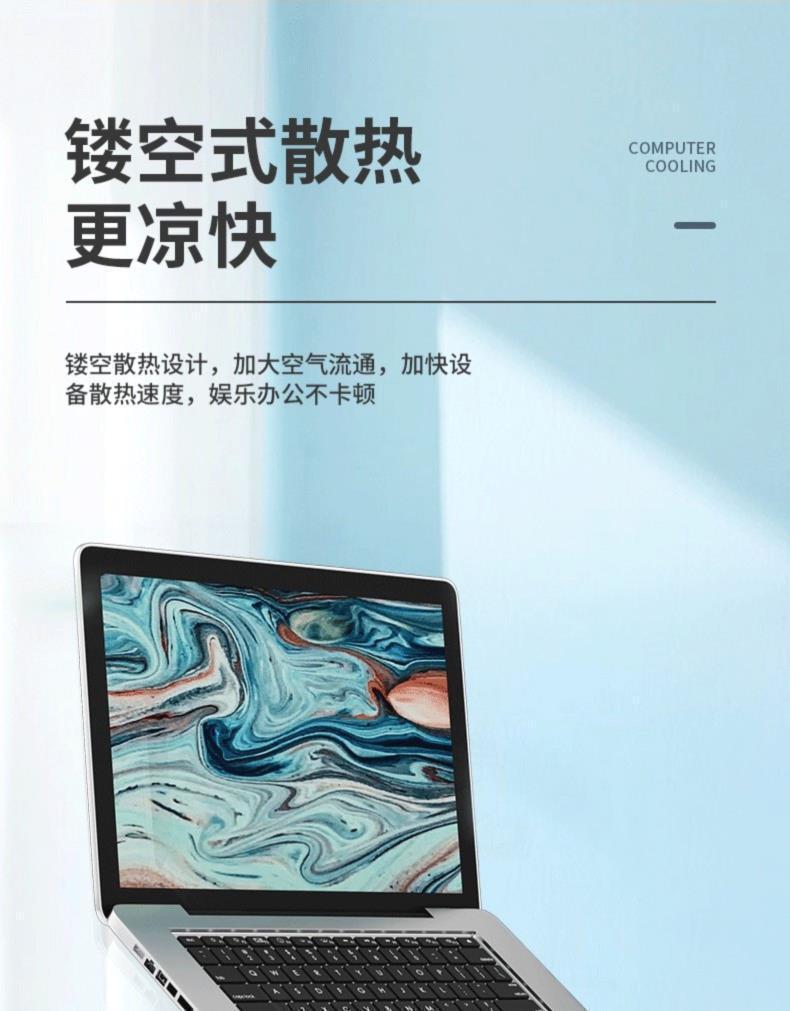 镂空式散热
更凉快
COMPUTER
COOLING
镂空散热设计，加大空气流通，加快设
备散热速度，娱乐办公不卡顿
Q W E R T Y U I O P
A S D F G H J K L
Z X C V B N M